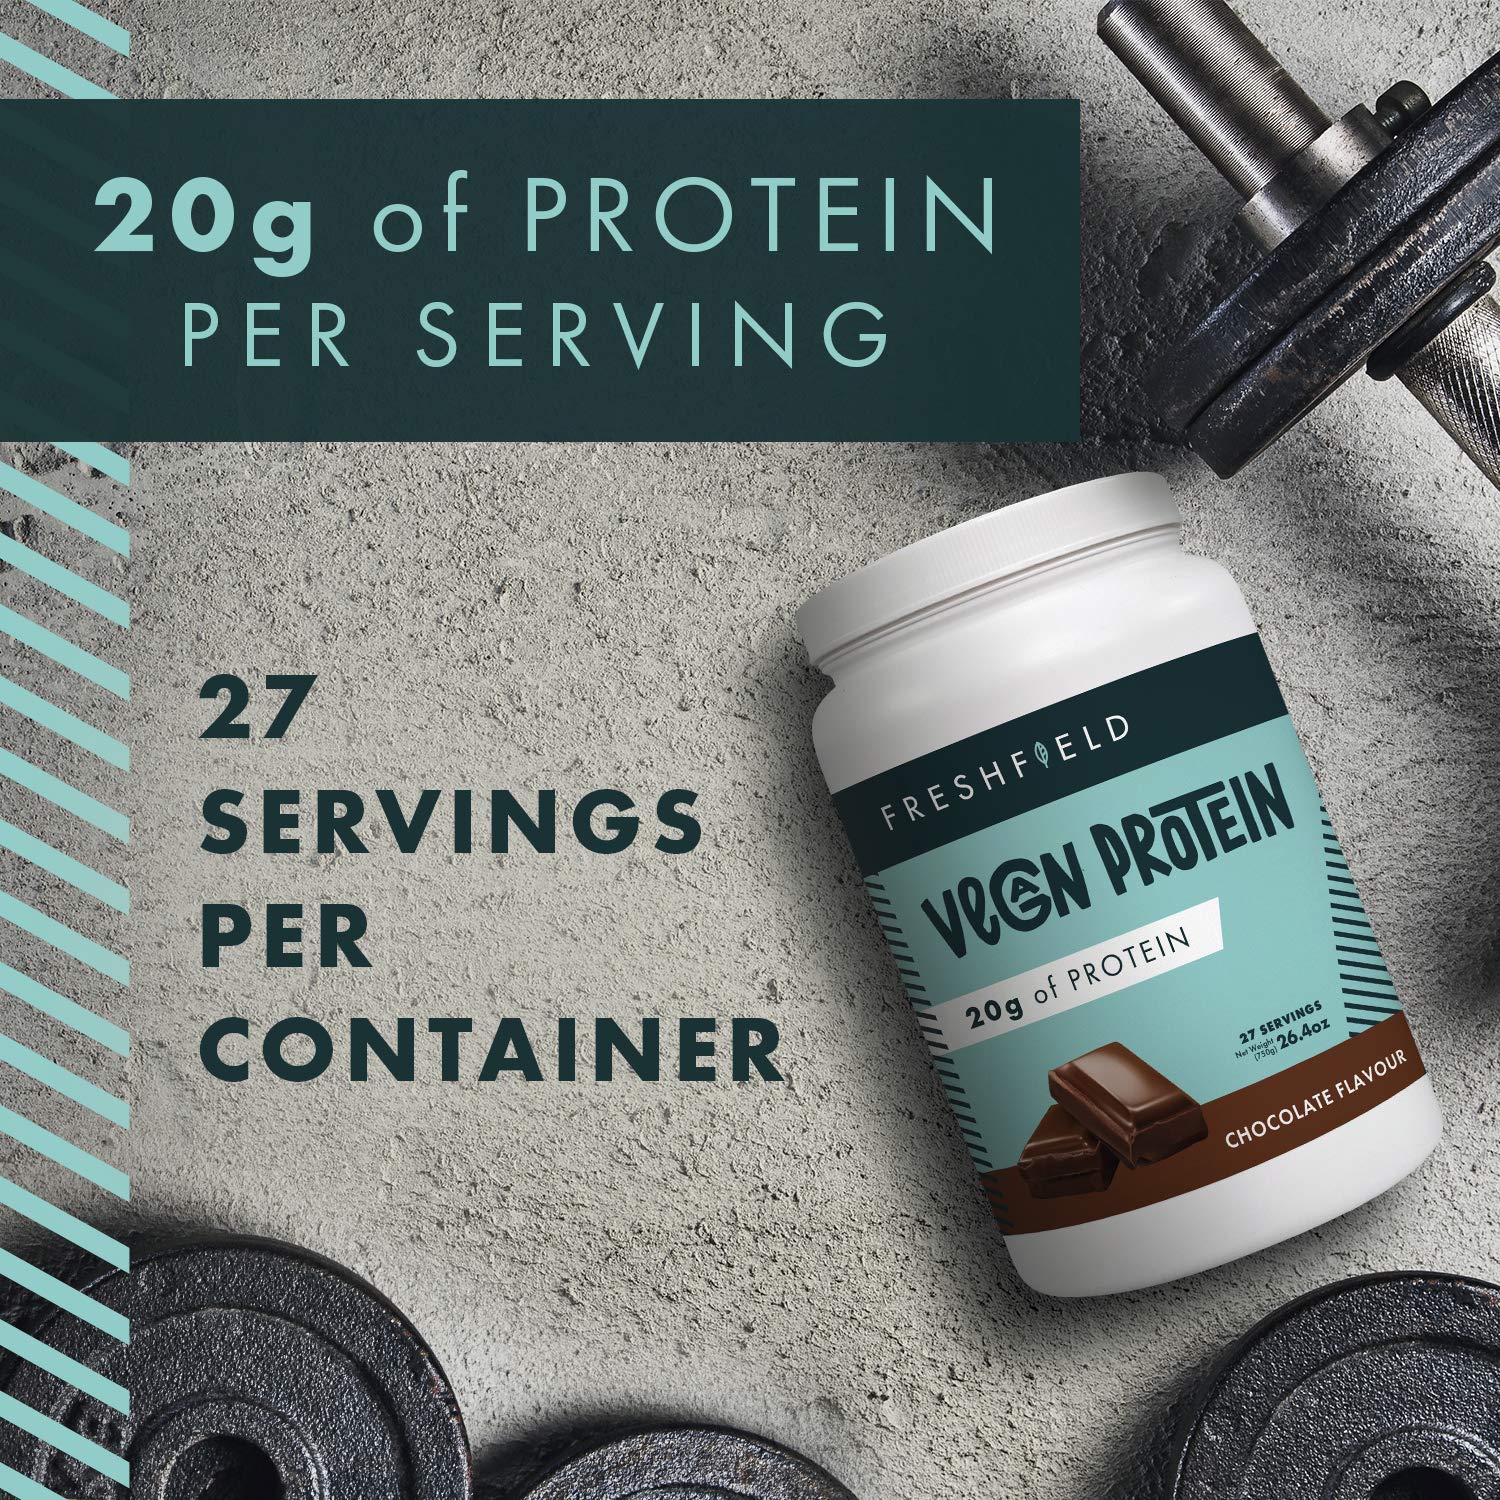 20g of PROTEIN
PER SERVING
27
SERVINGS
PER
CONTAINER
FRESHFIELD
VEGAN PROTEIN
20g of PROTEIN
27 SERVINGS
Net Weight (750g) 26.4oz
CHOCOLATE FLAVOUR